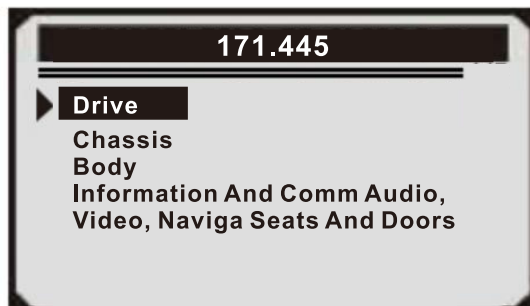 171.445
Drive
Chassis
Body
Information And Comm Audio,
Video, Naviga Seats And Doors